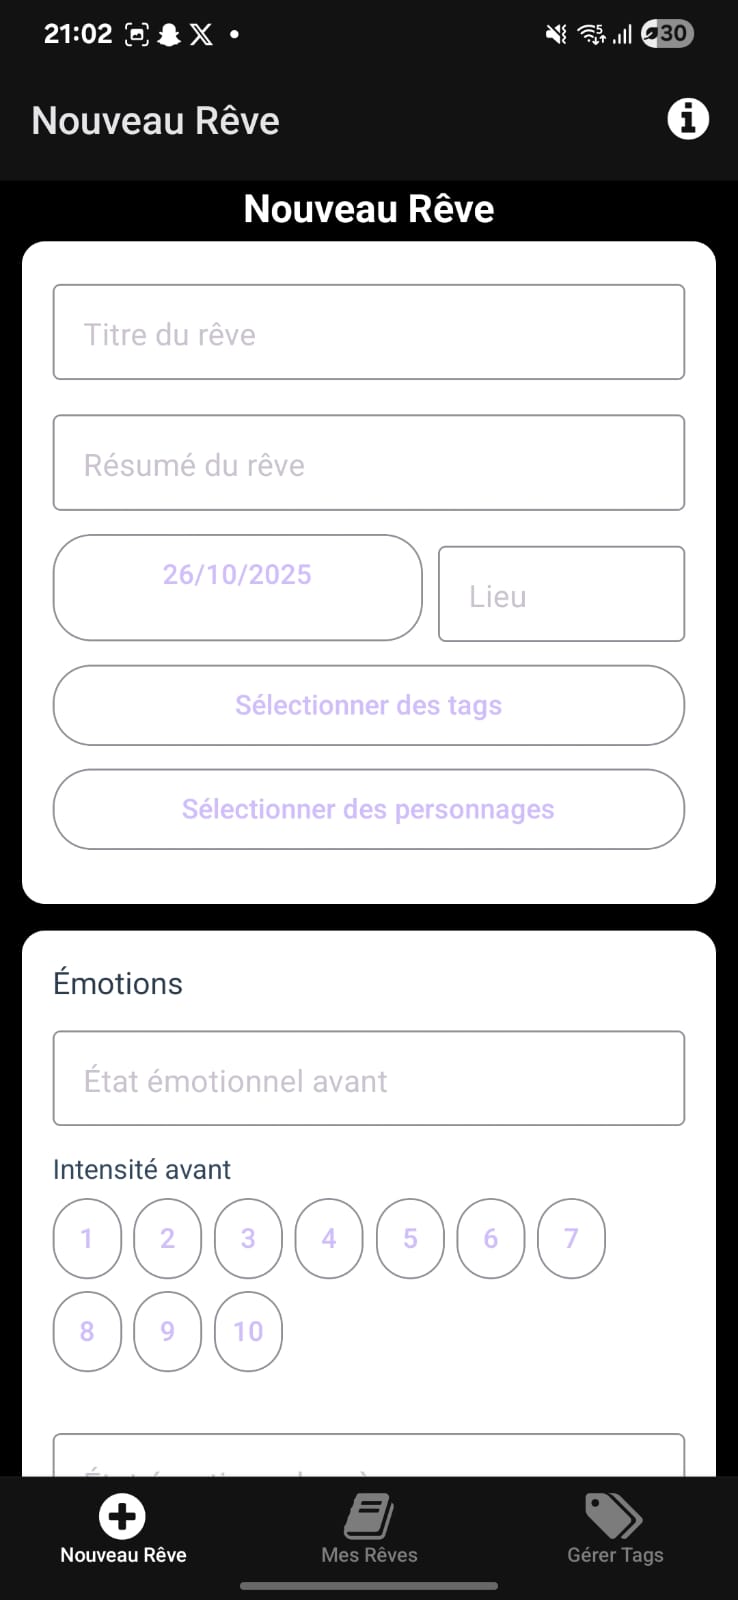 21:02
30
Nouveau Rêve
Nouveau Rêve
Titre du rêve
Résumé du rêve
26/10/2025
Lieu
Sélectionner des tags
Sélectionner des personnages
Émotions
État émotionnel avant
Intensité avant
1 2 3 4 5 6 7
8 9 10
Nouveau Rêve Mes Rêves Gérer Tags